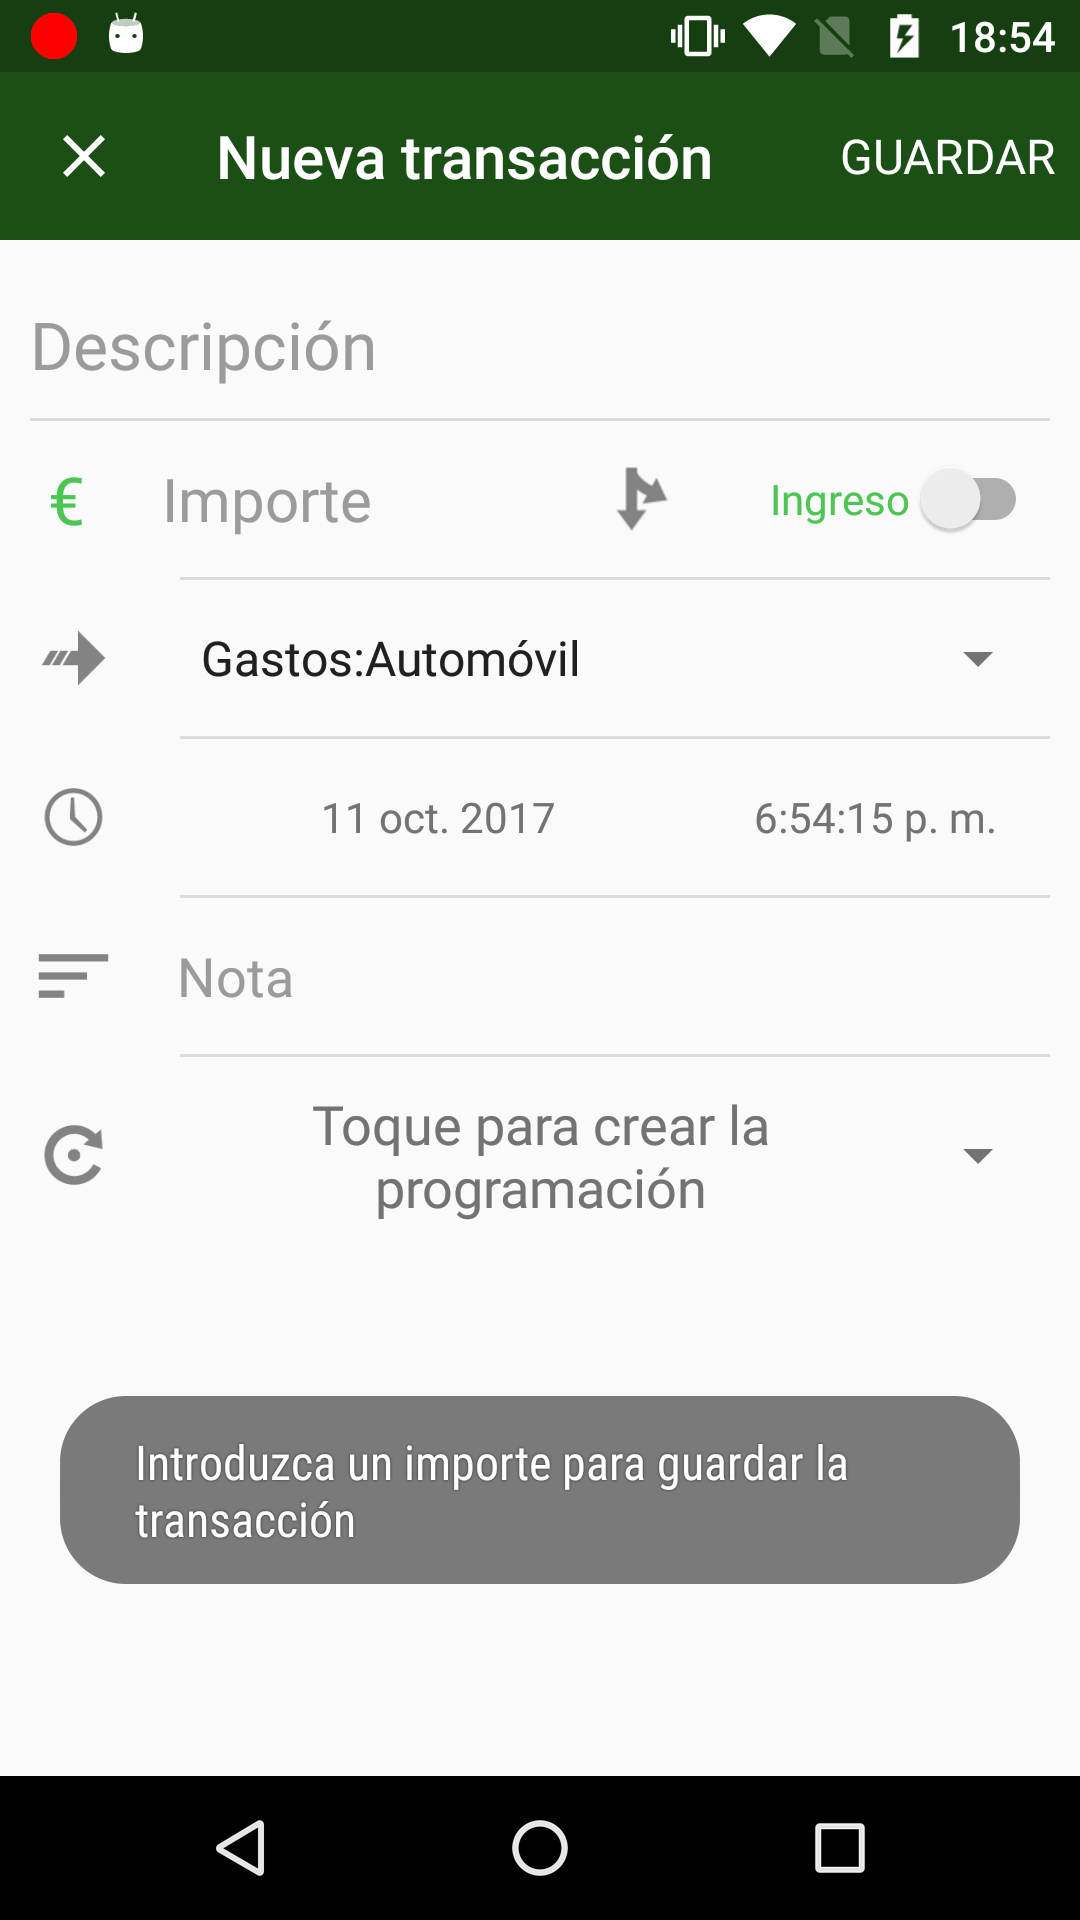 18:54
Nueva transacción GUARDAR
Descripción
€ Importe Ingreso
Gastos:Automóvil
11 oct. 2017 6:54:15 p. m.
Nota
Toque para crear la
programación
Introduzca un importe para guardar la
transacción